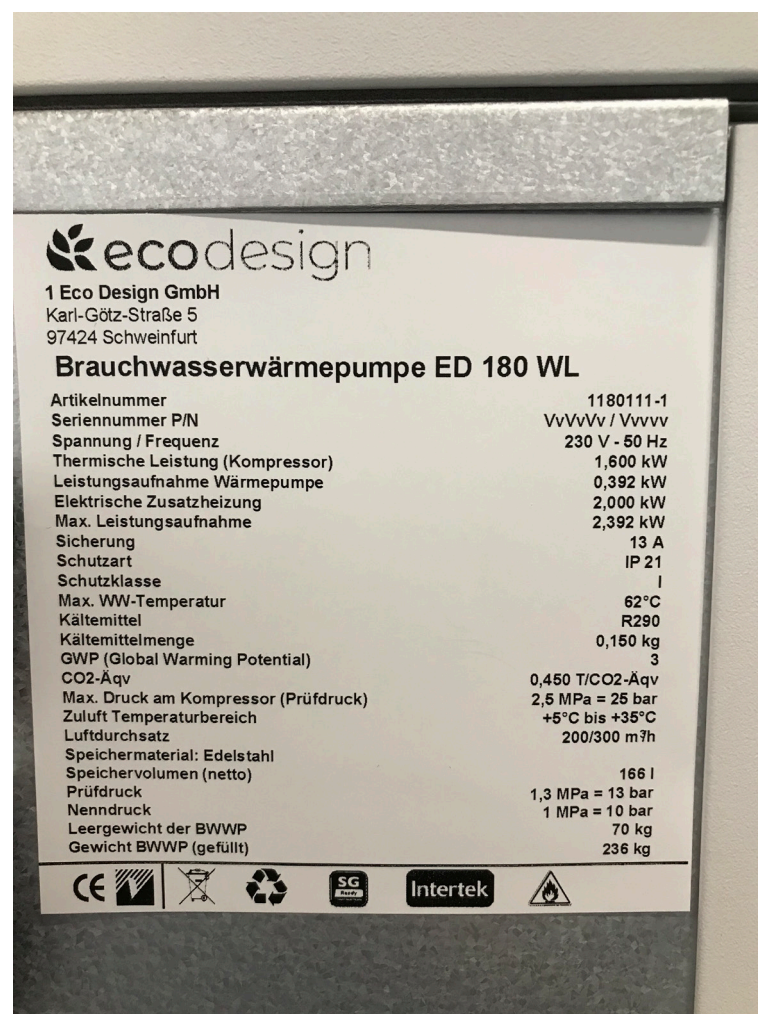 ecodesign
1 Eco Design GmbH
Karl-Götz-Straße 5
97424 Schweinfurt
Brauchwasserwärmepumpe ED 180 WL
Artikelnummer 1180111-1
Seriennummer P/N VvVvVv / Vvvvv
Spannung / Frequenz 230 V - 50 Hz
Thermische Leistung (Kompressor) 1,600 kW
Leistungsaufnahme Wärmepumpe 0,392 kW
Elektrische Zusatzheizung 2,000 kW
Max. Leistungsaufnahme 2,392 kW
Sicherung 13 A
Schutzart IP 21
Schutzklasse I
Max. WW-Temperatur 62°C
Kältemittel R290
Kältemittelmenge 0,150 kg
GWP (Global Warming Potential) 3
CO2-Äqv 0,450 T/CO2-Äqv
Max. Druck am Kompressor (Prüfdruck) 2,5 MPa = 25 bar
Zuluft Temperaturbereich +5°C bis +35°C
Luftdurchsatz 200/300 m³h
Speichermaterial: Edelstahl
Speichervolumen (netto) 166 l
Prüfdruck 1,3 MPa = 13 bar
Nenndruck 1 MPa = 10 bar
Leergewicht der BWWP 70 kg
Gewicht BWWP (gefüllt) 236 kg
CE SG Ready Intertek